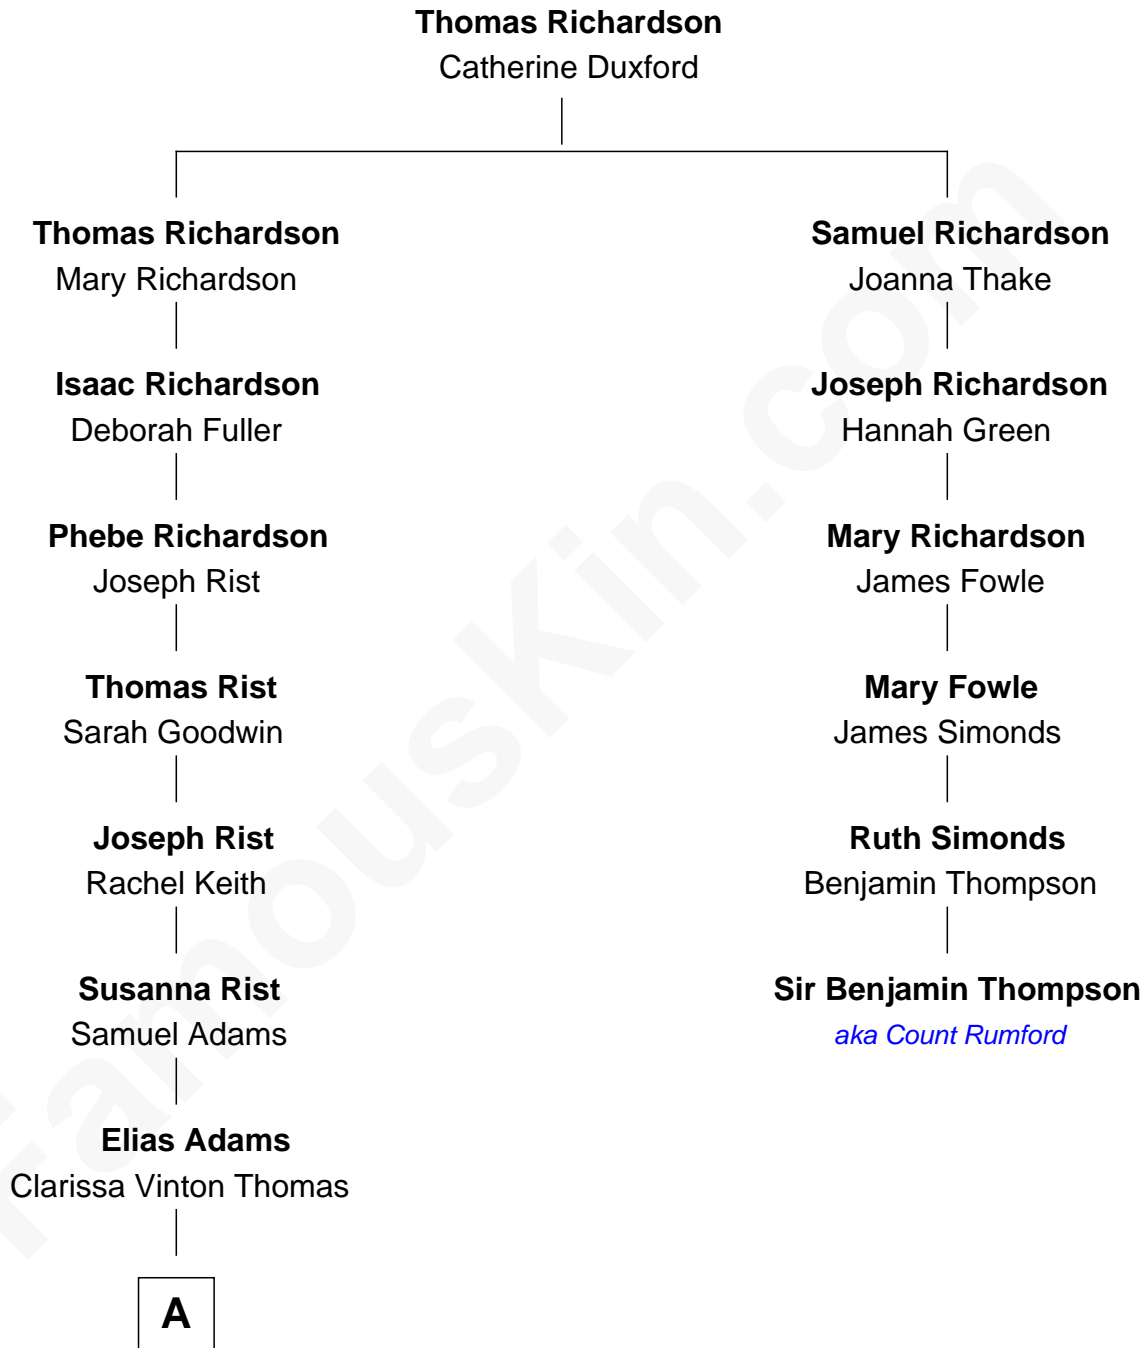 Thomas Richardson
Catherine Duxford
Thomas Richardson
Mary Richardson
Isaac Richardson
Deborah Fuller
Phebe Richardson
Joseph Rist
Thomas Rist
Sarah Goodwin
Joseph Rist
Rachel Keith
Susanna Rist
Samuel Adams
Elias Adams
Clarissa Vinton Thomas
A
Samuel Richardson
Joanna Thake
Joseph Richardson
Hannah Green
Mary Richardson
James Fowle
Mary Fowle
James Simonds
Ruth Simonds
Benjamin Thompson
Sir Benjamin Thompson
aka Count Rumford
FamousKin.com